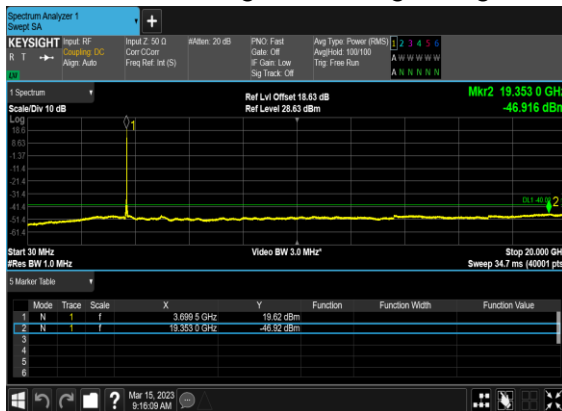 Spectrum Analyzer 1
Swept SA
KEYSIGHT Input: RF Input Z: 50 Ω #Atten: 20 dB PNO: Fast Avg Type: Power (RMS) 1 2 3 4 5 6
R T Coupling: DC Corr CCorr Gate: Off Avg|Hold: 100/100 A W W W W W
Align: Auto Freq Ref: Int (S) IF Gain: Low Trig: Free Run
Sig Track: Off A N N N N N
LXI
1 Spectrum Ref Lvl Offset 18.63 dB Mkr2 19.353 0 GHz
Scale/Div 10 dB Ref Level 28.63 dBm -46.916 dBm
Log
18.6
8.63
-1.37
-11.4
-21.4
-31.4
-41.4
-51.4
1
DL1 -40.00
2
Start 30 MHz Video BW 3.0 MHz* Stop 20.000 GHz
#Res BW 1.0 MHz Sweep 34.7 ms (40001 pts)
5 Marker Table
Mode Trace Scale X Y Function Function Width Function Value
1 N 1 f 3.699 5 GHz 19.62 dBm
2 N 1 f 19.353 0 GHz -46.92 dBm
3
4
5
6
? Mar 15, 2023
9:16:09 AM